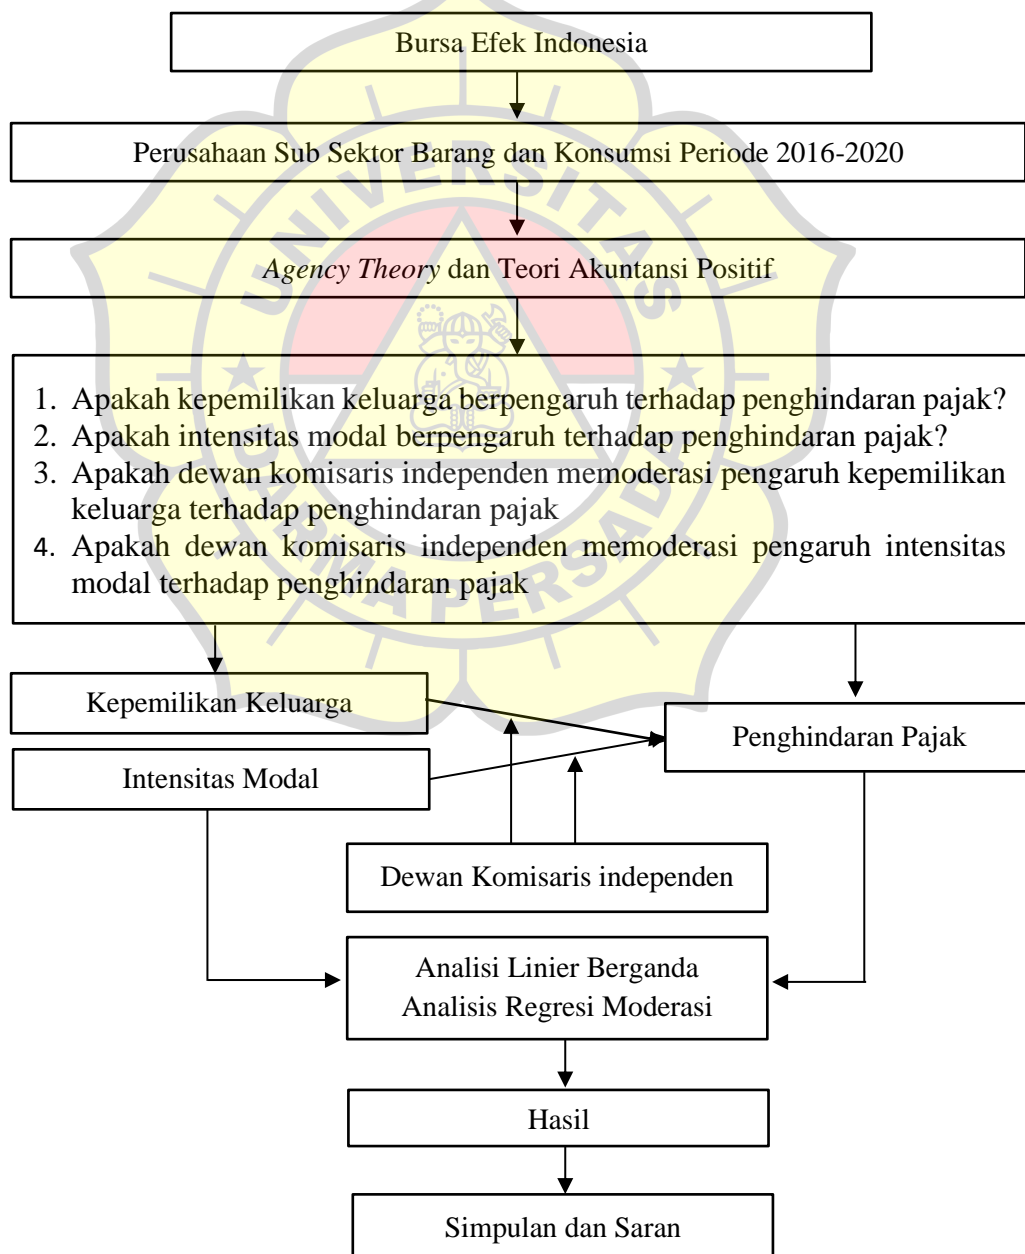 Bursa Efek Indonesia
Perusahaan Sub Sektor Barang dan Konsumsi Periode 2016-2020
Agency Theory dan Teori Akuntansi Positif
1. Apakah kepemilikan keluarga berpengaruh terhadap penghindaran pajak?
2. Apakah intensitas modal berpengaruh terhadap penghindaran pajak?
3. Apakah dewan komisaris independen memoderasi pengaruh kepemilikan
keluarga terhadap penghindaran pajak
4. Apakah dewan komisaris independen memoderasi pengaruh intensitas
modal terhadap penghindaran pajak
Kepemilikan Keluarga
Penghindaran Pajak
Intensitas Modal
Dewan Komisaris independen
Analisi Linier Berganda
Analisis Regresi Moderasi
Hasil
Simpulan dan Saran
UNIVERSITAS
DARMA PERSADA